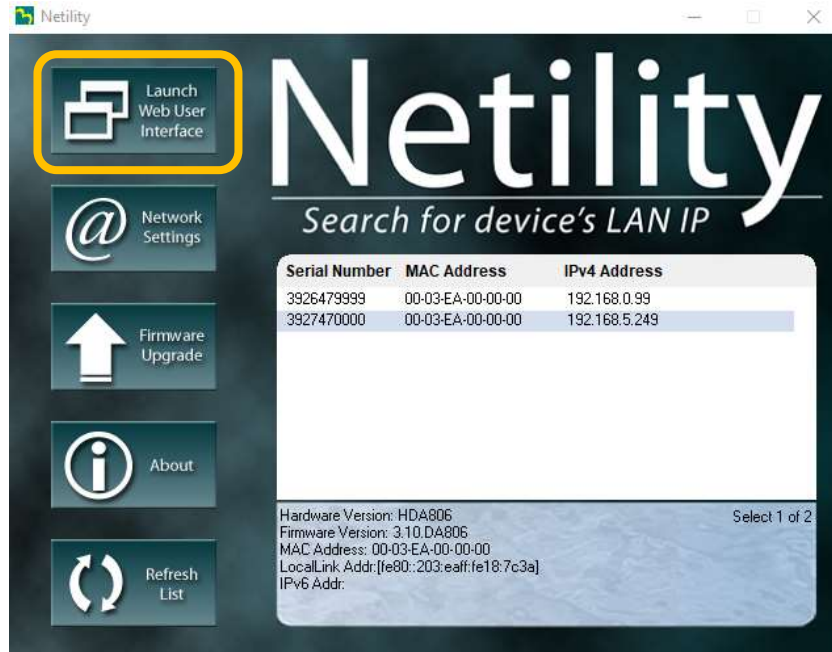 Netility
Launch
Web User
Interface
Network
Settings
Firmware
Upgrade
About
Refresh
List
Netility
Search for device's LAN IP
Serial Number MAC Address IPv4 Address
3926479999 00-03-EA-00-00-00 192.168.0.99
3927470000 00-03-EA-00-00-00 192.168.5.249
Hardware Version: HDA806 Select 1 of 2
Firmware Version: 3.10.DA806
MAC Address: 00-03-EA-00-00-00
LocalLink Addr:[fe80::203:eaff:fe18:7c3a]
IPv6 Addr: